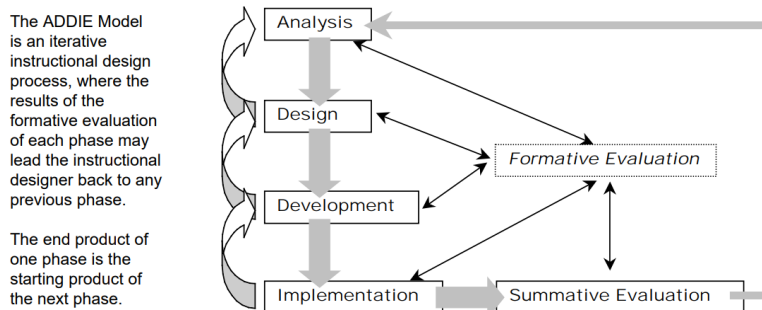 The ADDIE Model
is an iterative
instructional design
process, where the
results of the
formative evaluation
of each phase may
lead the instructional
designer back to any
previous phase.
The end product of
one phase is the
starting product of
the next phase.
Analysis
Design
Formative Evaluation
Development
Implementation
Summative Evaluation